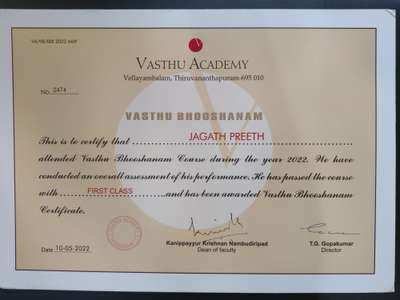 VASTHU ACADEMY
Vellayambalam, Thiruvananthapuram-695 010
No. 2474
VASTHU BHOOSHANAM
This is to certify that JAGATH PREETH
attended Vasthu Bhooshanam Course during the year 2022. We have
conducted an overall assessment of his performance. He has passed the course
with FIRST CLASS and has been awarded Vasthu Bhooshanam
Certificate.
Date 10-05-2022
Kanippayyur Krishnan Nambudiripad
Dean of faculty
T.G. Gopakumar
Director